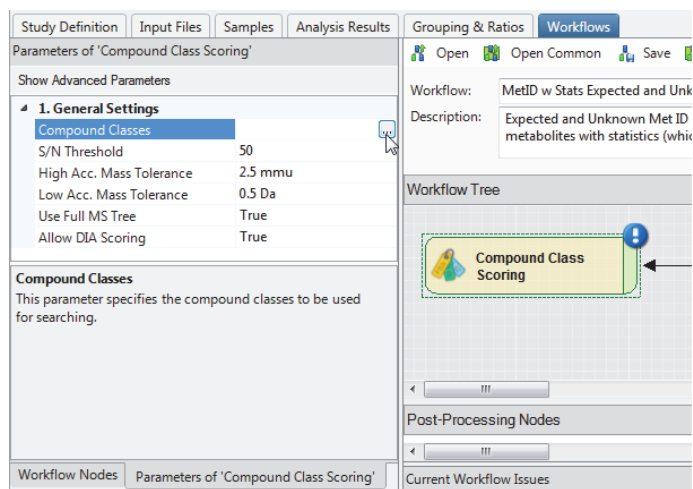 Study Definition Input Files Samples Analysis Results Grouping & Ratios Workflows
Parameters of 'Compound Class Scoring'
Show Advanced Parameters
1. General Settings
Compound Classes ...
S/N Threshold 50
High Acc. Mass Tolerance 2.5 mmu
Low Acc. Mass Tolerance 0.5 Da
Use Full MS Tree True
Allow DIA Scoring True
Compound Classes
This parameter specifies the compound classes to be used
for searching.
Workflow Nodes Parameters of 'Compound Class Scoring'
Open Open Common Save
Workflow: MetID w Stats Expected and Unk
Description: Expected and Unknown Met ID
metabolites with statistics (whic
Workflow Tree
Compound Class
Scoring
Post-Processing Nodes
Current Workflow Issues